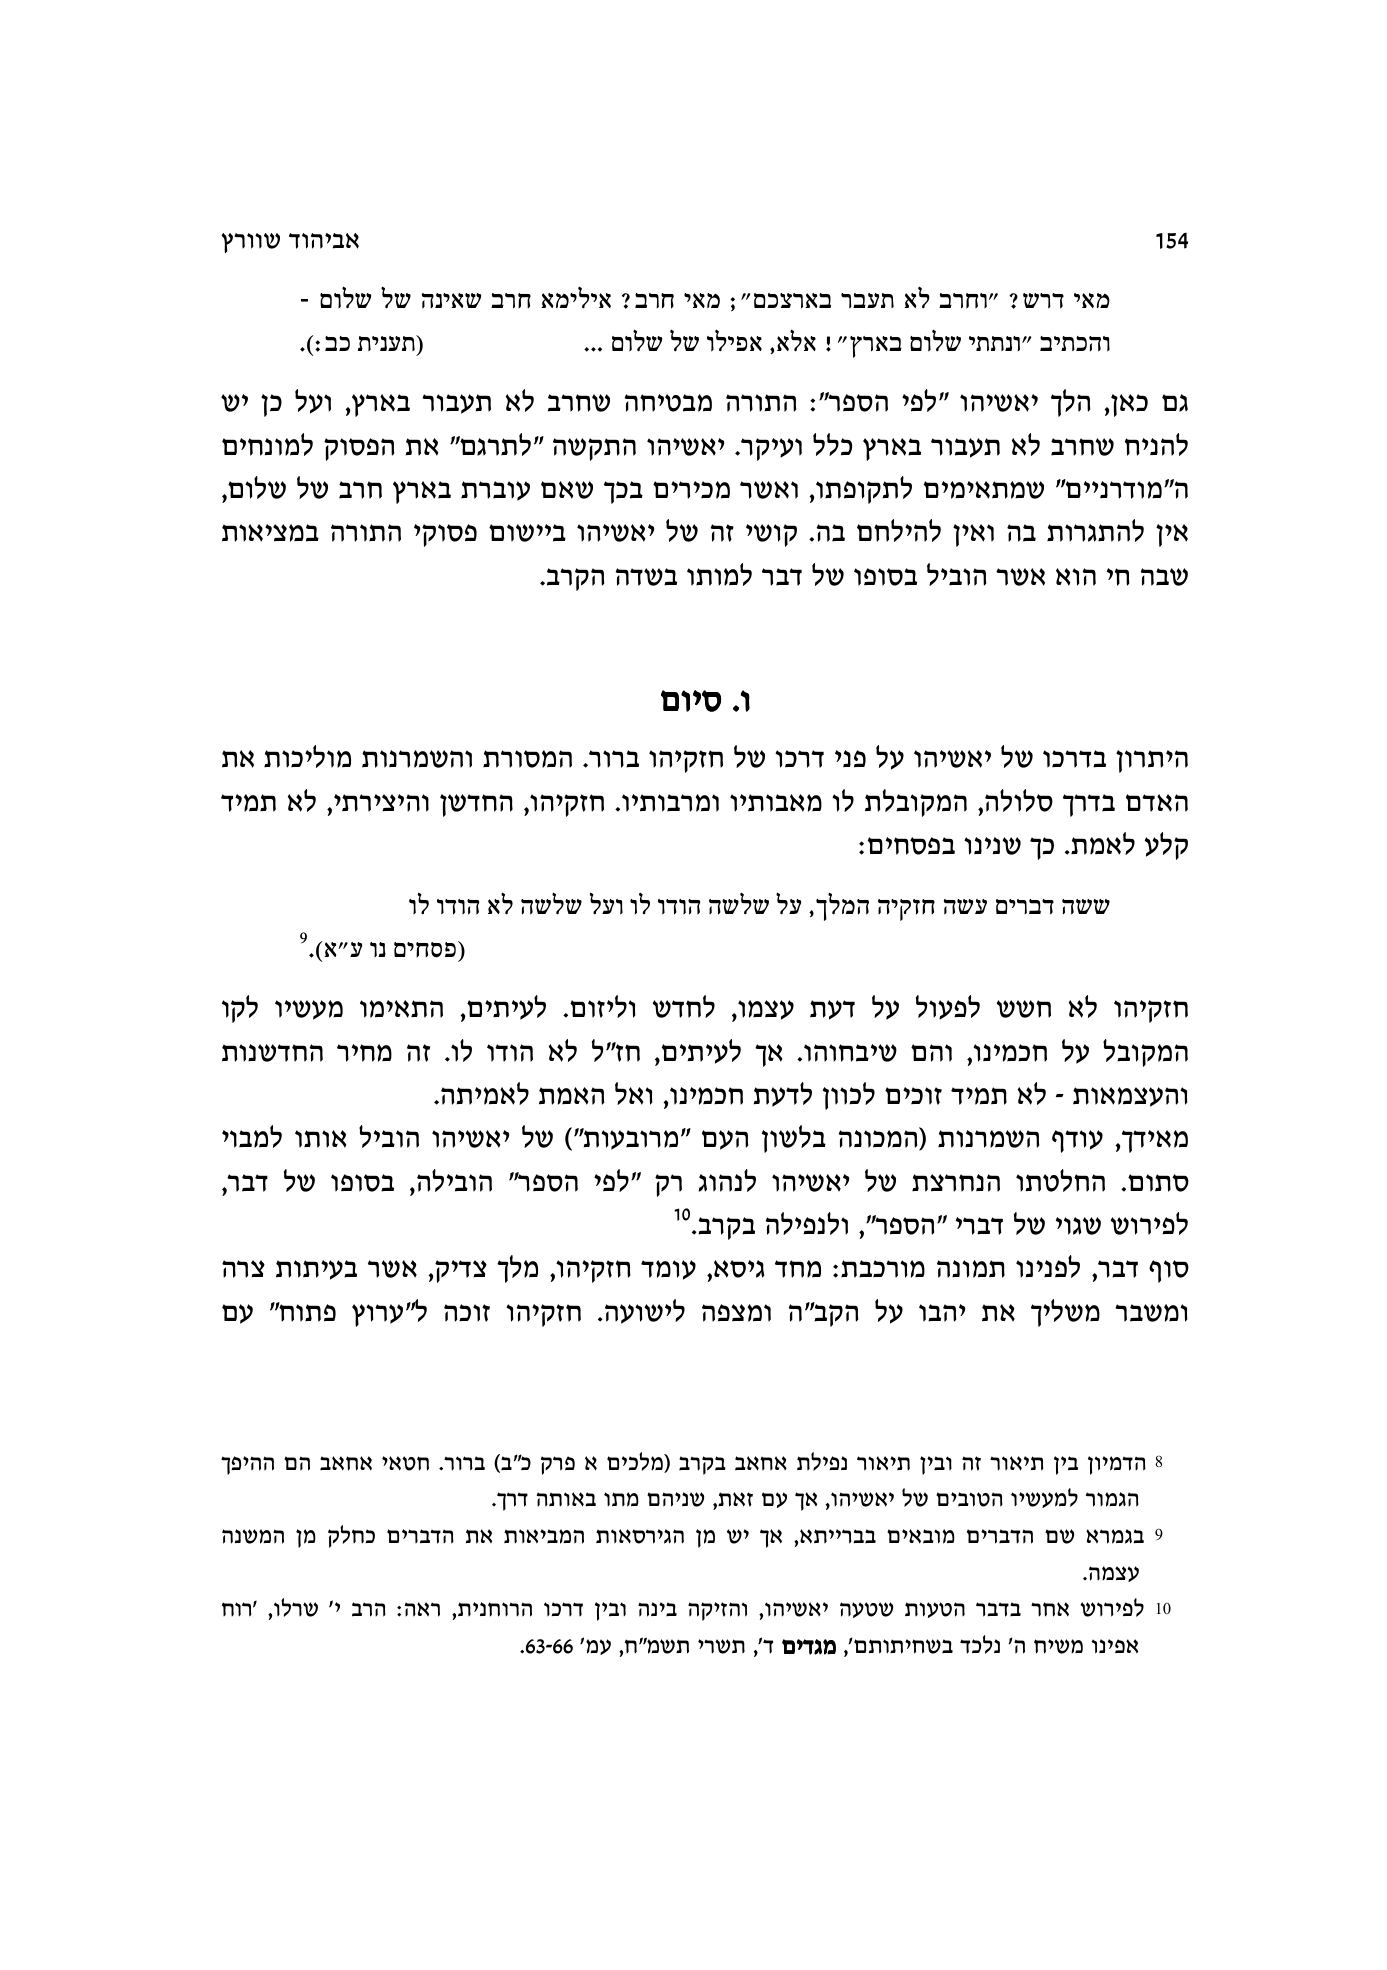 154 אביהוד שוורץ
מאי דרש? "וחרב לא תעבר בארצכם"; מאי חרב? אילימא חרב שאינה של שלום -
והכתיב "ונתתי שלום בארץ"! אלא, אפילו של שלום ... (תענית כב:).
גם כאן, הלך יאשיהו "לפי הספר": התורה מבטיחה שחרב לא תעבור בארץ, ועל כן יש
להניח שחרב לא תעבור בארץ כלל ועיקר. יאשיהו התקשה "לתרגם" את הפסוק למונחים
ה"מודרניים" שמתאימים לתקופתו, ואשר מכירים בכך שאם עוברת בארץ חרב של שלום,
אין להתגרות בה ואין להילחם בה. קושי זה של יאשיהו ביישום פסוקי התורה במציאות
שבה חי הוא אשר הוביל בסופו של דבר למותו בשדה הקרב.
ו. סיום
היתרון בדרכו של יאשיהו על פני דרכו של חזקיהו ברור. המסורת והשמרנות מוליכות את
האדם בדרך סלולה, המקובלת לו מאבותיו ומרבותיו. חזקיהו, החדשן והיצירתי, לא תמיד
קלע לאמת. כך שנינו בפסחים:
ששה דברים עשה חזקיה המלך, על שלשה הודו לו ועל שלשה לא הודו לו
(פסחים נו ע"א).9
חזקיהו לא חשש לפעול על דעת עצמו, לחדש וליזום. לעיתים, התאימו מעשיו לקו
המקובל על חכמינו, והם שיבחוהו. אך לעיתים, חז"ל לא הודו לו. זה מחיר החדשנות
והעצמאות - לא תמיד זוכים לכוון לדעת חכמינו, ואל האמת לאמיתה.
מאידך, עודף השמרנות (המכונה בלשון העם "מרובעות") של יאשיהו הוביל אותו למבוי
סתום. החלטתו הנחרצת של יאשיהו לנהוג רק "לפי הספר" הובילה, בסופו של דבר,
לפירוש שגוי של דברי "הספר", ולנפילה בקרב.10
סוף דבר, לפנינו תמונה מורכבת: מחד גיסא, עומד חזקיהו, מלך צדיק, אשר בעיתות צרה
ומשבר משליך את יהבו על הקב"ה ומצפה לישועה. חזקיהו זוכה ל"ערוץ פתוח" עם
8 הדמיון בין תיאור זה ובין תיאור נפילת אחאב בקרב (מלכים א פרק כ"ב) ברור. חטאי אחאב הם ההיפך
הגמור למעשיו הטובים של יאשיהו, אך עם זאת, שניהם מתו באותה דרך.
9 בגמרא שם הדברים מובאים בברייתא, אך יש מן הגירסאות המביאות את הדברים כחלק מן המשנה
עצמה.
10 לפירוש אחר בדבר הטעות שטעה יאשיהו, והזיקה בינה ובין דרכו הרוחנית, ראה: הרב י' שרלו, 'רוח
אפינו משיח ה' נלכד בשחיתותם', מגדים ד', תשרי תשמ"ח, עמ' 63-66.